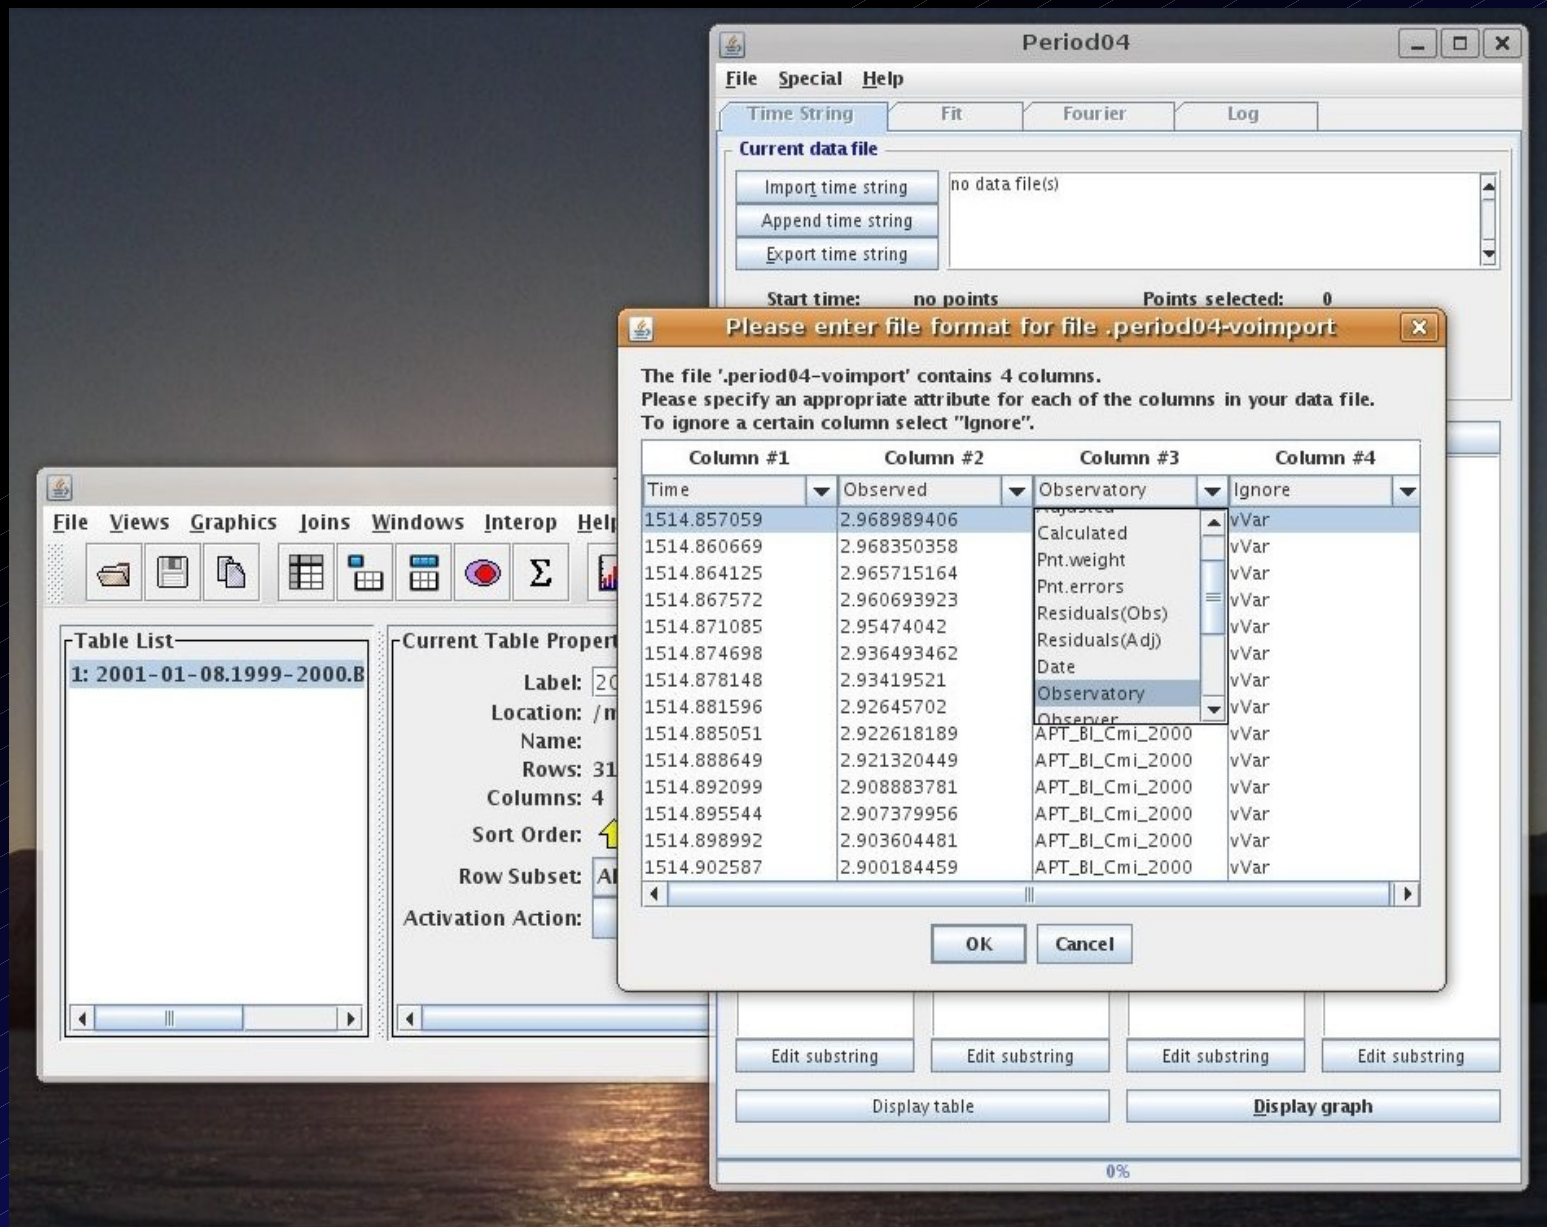 Period04
File Special Help
Time String Fit Fourier Log
Current data file
Import time string
no data file(s)
Append time string
Export time string
Start time: no points Points selected: 0
Please enter file format for file .period04-voimport
The file '.period04-voimport' contains 4 columns.
Please specify an appropriate attribute for each of the columns in your data file.
To ignore a certain column select "Ignore".
Column #1 Column #2 Column #3 Column #4
Time Observed Observatory Ignore
1514.857059 2.968989406 Adjusted vVar
1514.860669 2.968350358 Calculated vVar
1514.864125 2.965715164 Pnt.weight vVar
1514.867572 2.960693923 Pnt.errors vVar
1514.871085 2.95474042 Residuals(Obs) vVar
1514.874698 2.936493462 Residuals(Adj) vVar
1514.878148 2.93419521 Date vVar
1514.881596 2.92645702 Observatory vVar
Observer
1514.885051 2.922618189 APT_BI_Cmi_2000 vVar
1514.888649 2.921320449 APT_BI_Cmi_2000 vVar
1514.892099 2.908883781 APT_BI_Cmi_2000 vVar
1514.895544 2.907379956 APT_BI_Cmi_2000 vVar
1514.898992 2.903604481 APT_BI_Cmi_2000 vVar
1514.902587 2.900184459 APT_BI_Cmi_2000 vVar
OK Cancel
File Views Graphics Joins Windows Interop Help
Σ
Table List
1: 2001-01-08.1999-2000.B
Current Table Propert
Label: 20
Location: /m
Name:
Rows: 31
Columns: 4
Sort Order:
Row Subset: Al
Activation Action:
Edit substring Edit substring Edit substring Edit substring
Display table Display graph
0%